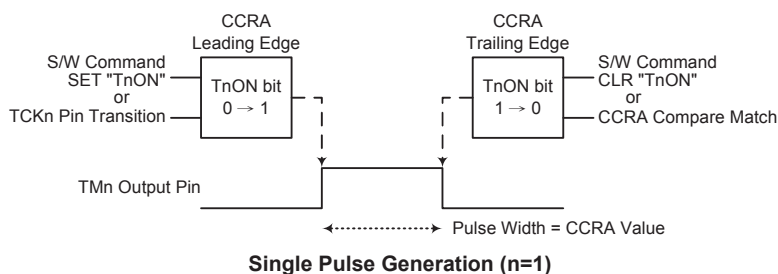 CCRA
Leading Edge
S/W Command
SET "TnON"
or
TCKn Pin Transition
TnON bit
0 → 1
CCRA
Trailing Edge
TnON bit
1 → 0
S/W Command
CLR "TnON"
or
CCRA Compare Match
TMn Output Pin
Pulse Width = CCRA Value
Single Pulse Generation (n=1)